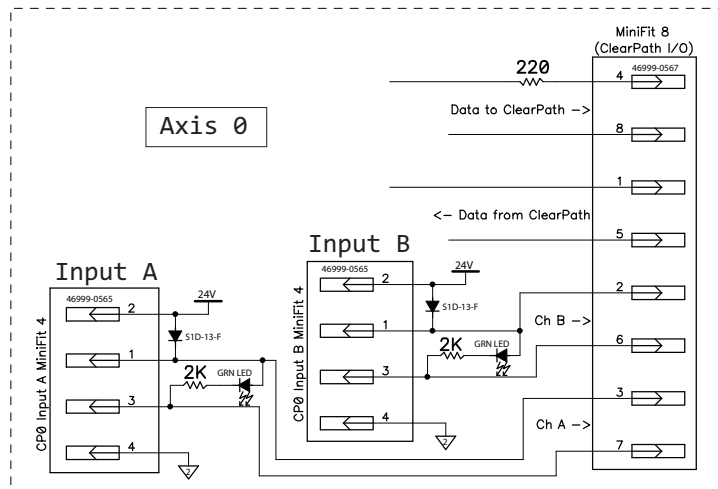 MiniFit 8
(ClearPath I/O)
220
4
46999-0567
Data to ClearPath ->
Axis 0
8
1
<- Data from ClearPath
5
Input B
Input A
46999-0565
2
24V
2
46999-0565
2
24V
S1D-13-F
CP0 Input B MiniFit 4
1
S1D-13-F
Ch B ->
CP0 Input A MiniFit 4
1
2K
GRN LED
6
2K
GRN LED
3
3
3
4
Ch A ->
4
2
7
2